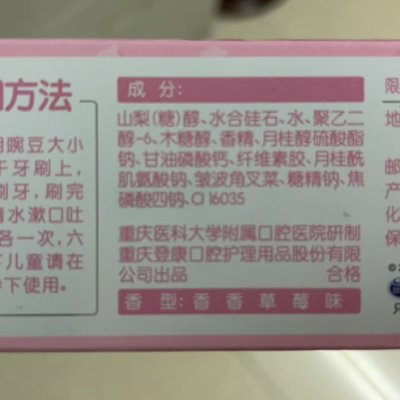 用方法
用豌豆大小
于牙刷上，
刷牙，刷完
清水漱口吐
各一次，六
下儿童请在
导下使用。
成分：
山梨(糖)醇、水合硅石、水、聚乙二
醇-6、木糖醇、香精、月桂醇硫酸酯
钠、甘油磷酸钙、纤维素胶、月桂酰
肌氨酸钠、皱波角叉菜、糖精钠、焦
磷酸四钠、CI 16035
重庆医科大学附属口腔医院研制
重庆登康口腔护理用品股份有限
公司出品 合格
香型：香香草莓味
限
地
邮
产
化
保